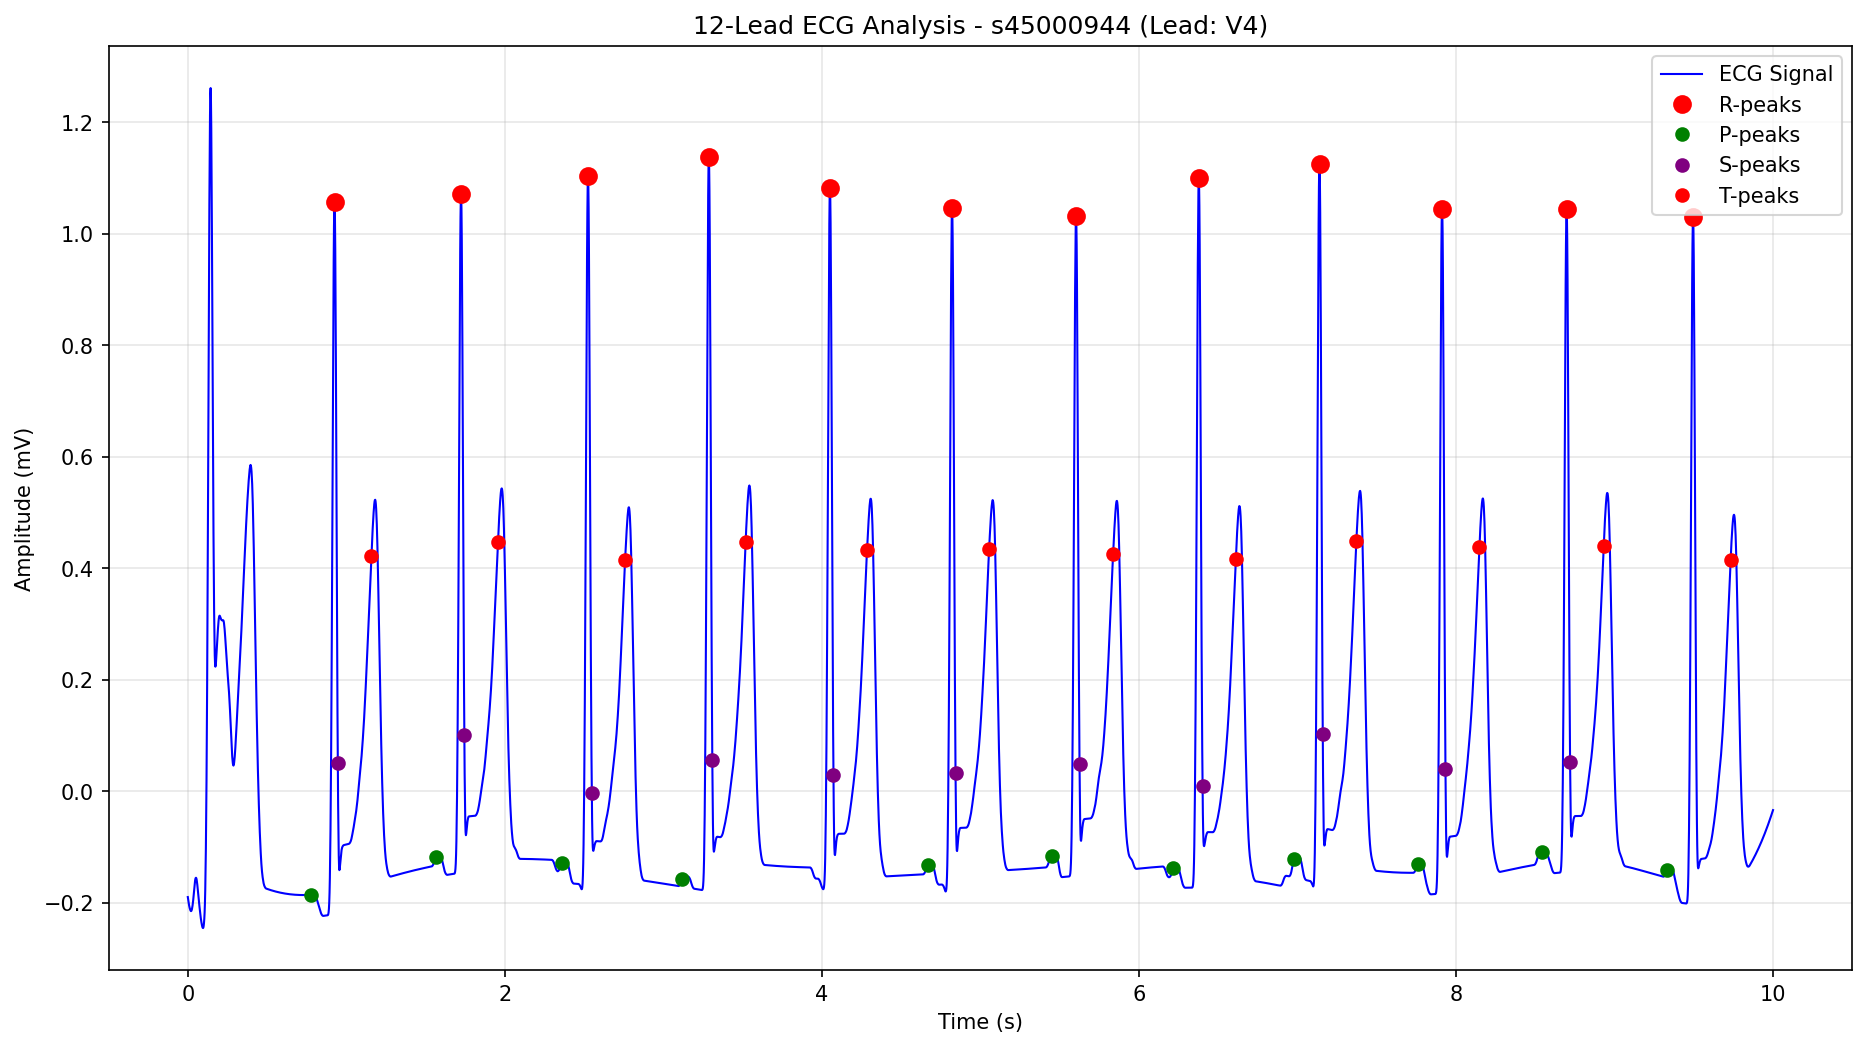 12-Lead ECG Analysis - s45000944 (Lead: V4)
ECG Signal
R-peaks
P-peaks
S-peaks
T-peaks
Amplitude (mV)
1.2
1.0
0.8
0.6
0.4
0.2
0.0
−0.2
0 2 4 6 8 10
Time (s)